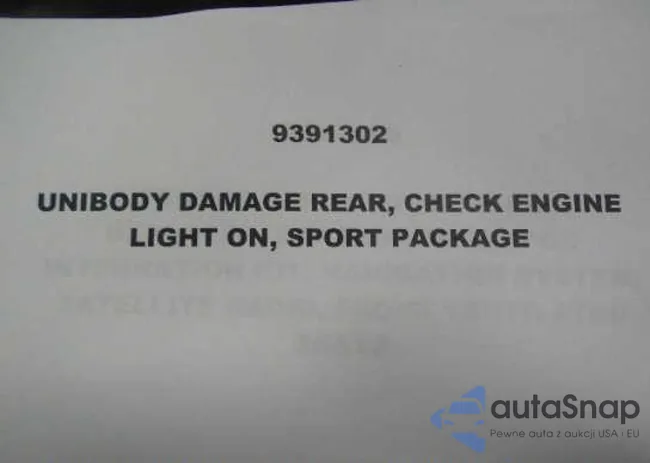 9391302
UNIBODY DAMAGE REAR, CHECK ENGINE
LIGHT ON, SPORT PACKAGE
autaSnap
Pewne auta z aukcji USA i EU